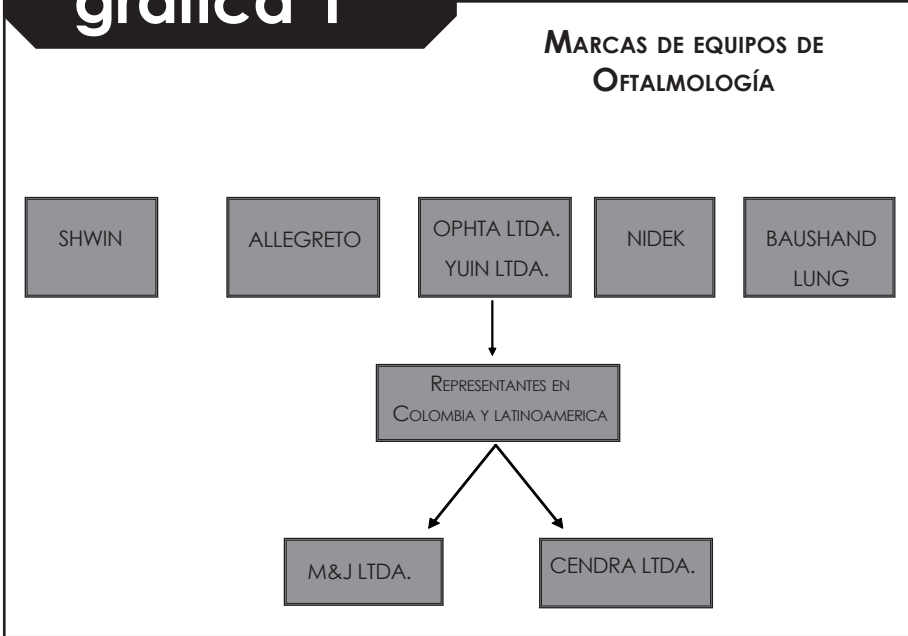 gráfica 1
MARCAS DE EQUIPOS DE
OFTALMOLOGÍA
SHWIN
ALLEGRETO
OPHTA LTDA.
YUIN LTDA.
NIDEK
BAUSHAND
LUNG
REPRESENTANTES EN
COLOMBIA Y LATINOAMERICA
M&J LTDA.
CENDRA LTDA.